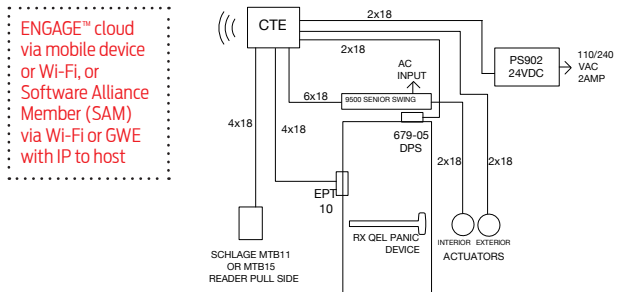 ENGAGE™ cloud
via mobile device
or Wi-Fi, or
Software Alliance
Member (SAM)
via Wi-Fi or GWE
with IP to host
CTE
2x18
2x18
2x18
PS902
24VDC
110/240
VAC
2AMP
AC
INPUT
6x18
9500 SENIOR SWING
4x18
4x18
679-05
DPS
2x18
2x18
EPT
10
RX QEL PANIC
DEVICE
INTERIOR EXTERIOR
ACTUATORS
SCHLAGE MTB11
OR MTB15
READER PULL SIDE